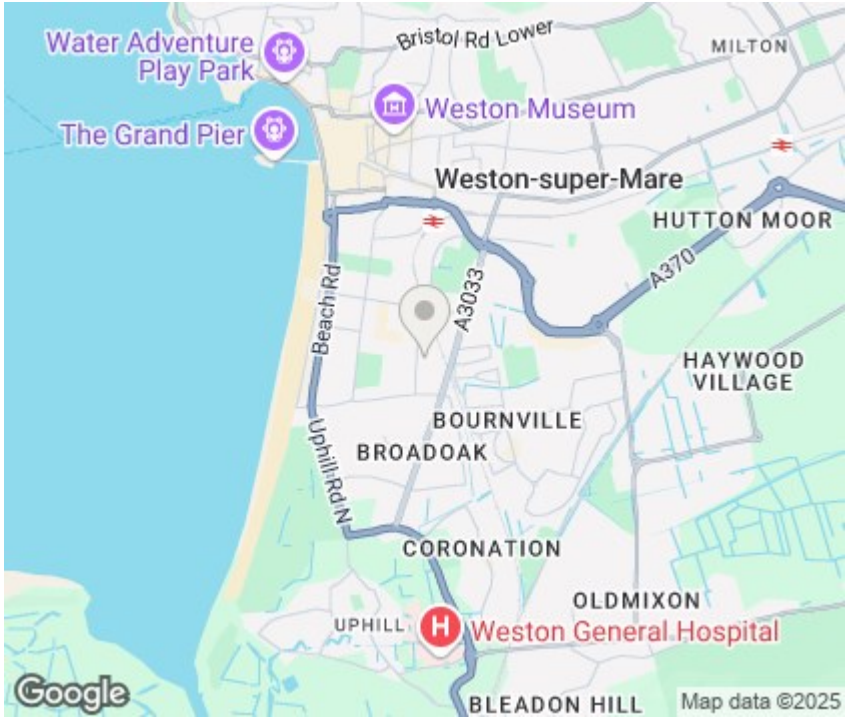 Bristol Rd Lower
MILTON
Water Adventure
Play Park
Weston Museum
The Grand Pier
Weston-super-Mare
HUTTON MOOR
A370
Beach Rd
A3033
HAYWOOD
VILLAGE
BOURNVILLE
BROADOAK
Uphill Rd N
CORONATION
OLDMIXON
UPHILL
H
Weston General Hospital
Google
BLEADON HILL
Map data ©2025